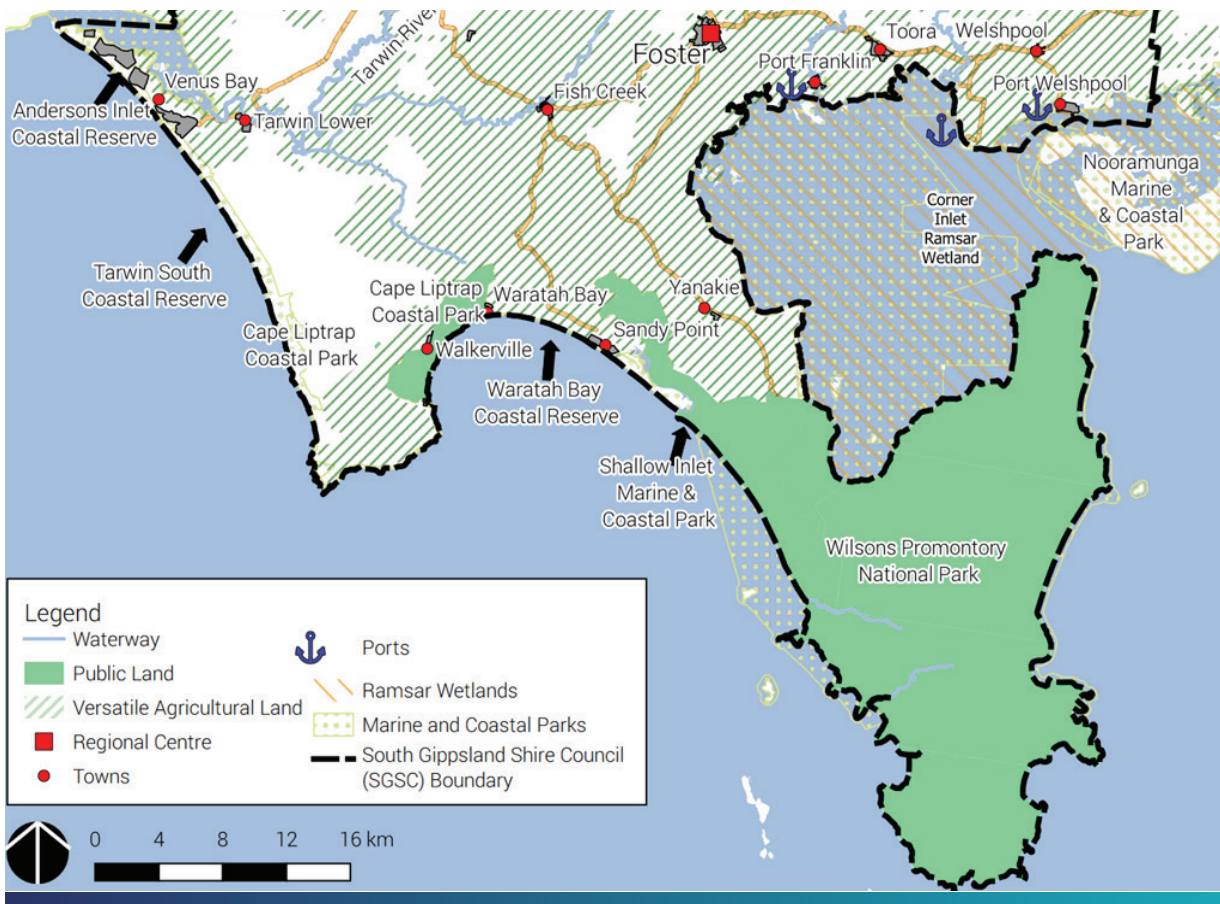 Toora
Welshpool
Foster
Port Franklin
Tarwin River
Venus Bay
Fish Creek
Port Welshpool
Andersons Inlet
Coastal Reserve
Tarwin Lower
Nooramunga
Marine
& Coastal
Park
Corner
Inlet
Ramsar
Wetland
Tarwin South
Coastal Reserve
Cape Liptrap
Coastal Park
Waratah Bay
Yanakie
Cape Liptrap
Coastal Park
Walkerville
Sandy Point
Waratah Bay
Coastal Reserve
Shallow Inlet
Marine &
Coastal Park
Wilsons Promontory
National Park
Legend
Waterway
Public Land
Versatile Agricultural Land
Regional Centre
Towns
Ports
Ramsar Wetlands
Marine and Coastal Parks
South Gippsland Shire Council
(SGSC) Boundary
0 4 8 12 16 km